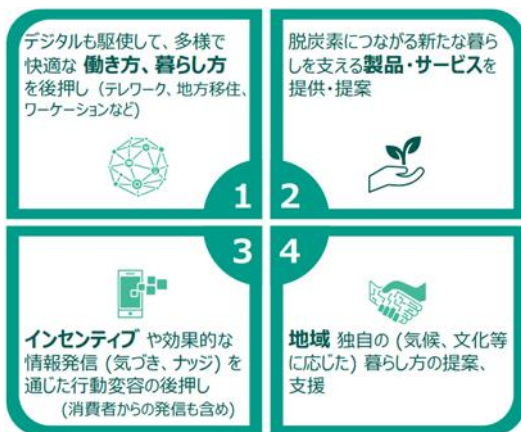 デジタルも駆使して、多様で
快適な 働き方、暮らし方
を後押し (テレワーク、地方移住、
ワーケーションなど)
1
脱炭素につながる新たな暮ら
しを支える製品・サービスを
提供・提案
2
3
インセンティブ や効果的な
情報発信 (気づき、ナッジ) を
通じた行動変容の後押し
(消費者からの発信も含め)
4
地域 独自の (気候、文化等
に応じた) 暮らし方の提案、
支援